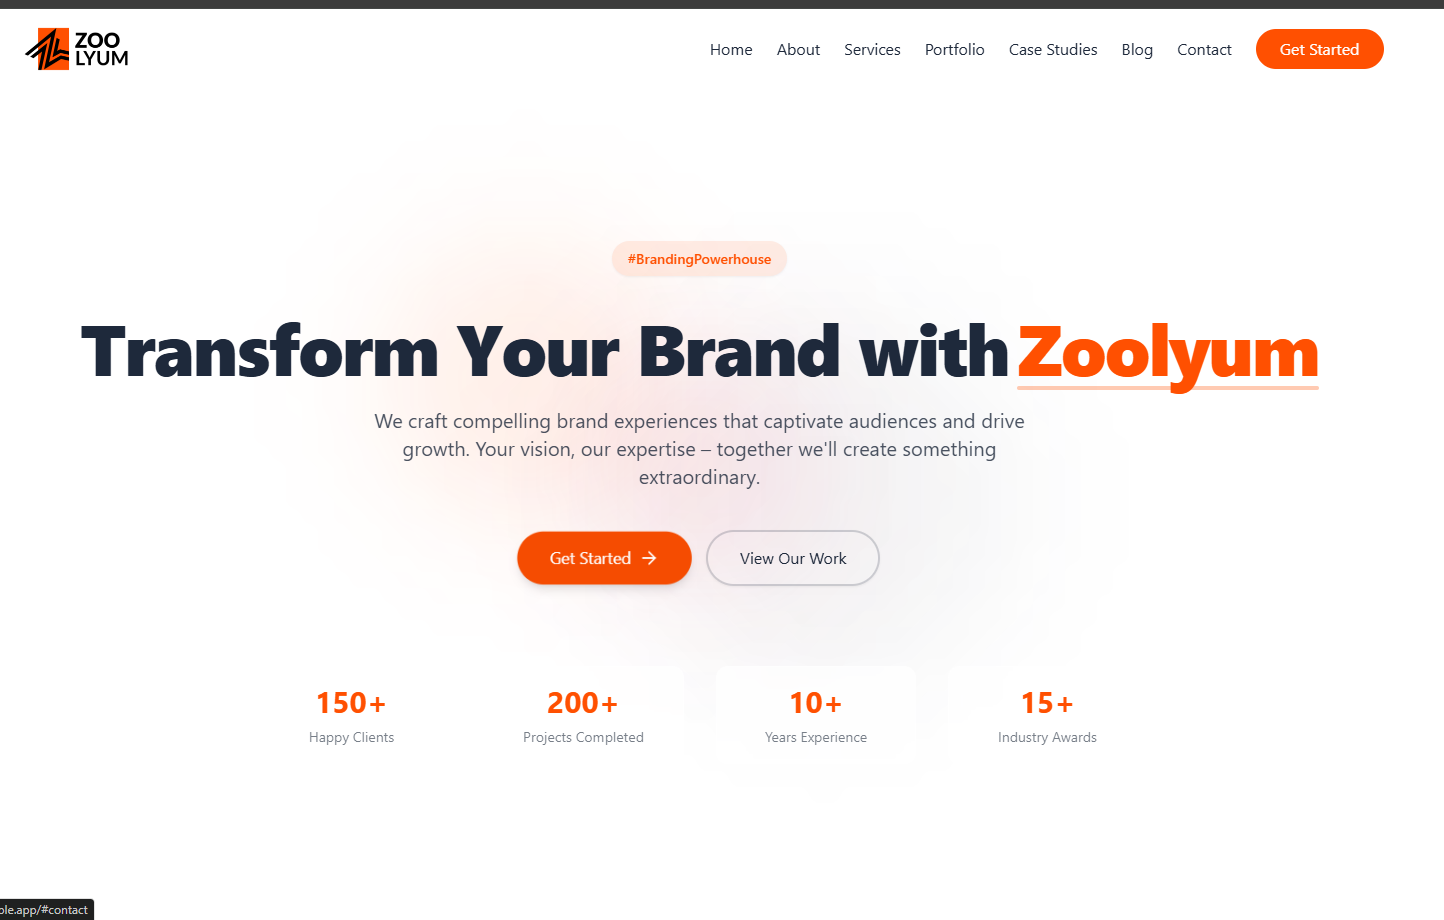 ZOO
LYUM
Home About Services Portfolio Case Studies Blog Contact Get Started
#BrandingPowerhouse
Transform Your Brand with Zoolyum
We craft compelling brand experiences that captivate audiences and drive
growth. Your vision, our expertise – together we'll create something
extraordinary.
Get Started → View Our Work
150+ 200+ 10+ 15+
Happy Clients Projects Completed Years Experience Industry Awards
ble.app/#contact